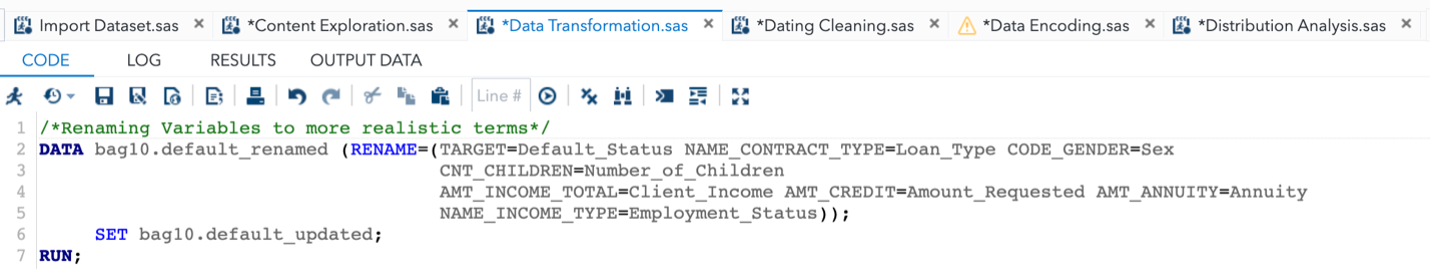 Import Dataset.sas × *Content Exploration.sas × *Data Transformation.sas × *Dating Cleaning.sas × *Data Encoding.sas × *Distribution Analysis.sas ×
CODE LOG RESULTS OUTPUT DATA
Line #
1 /*Renaming Variables to more realistic terms*/
2 DATA bag10.default_renamed (RENAME=(TARGET=Default_Status NAME_CONTRACT_TYPE=Loan_Type CODE_GENDER=Sex
3 CNT_CHILDREN=Number_of_Children
4 AMT_INCOME_TOTAL=Client_Income AMT_CREDIT=Amount_Requested AMT_ANNUITY=Annuity
5 NAME_INCOME_TYPE=Employment_Status));
6 SET bag10.default_updated;
7 RUN;